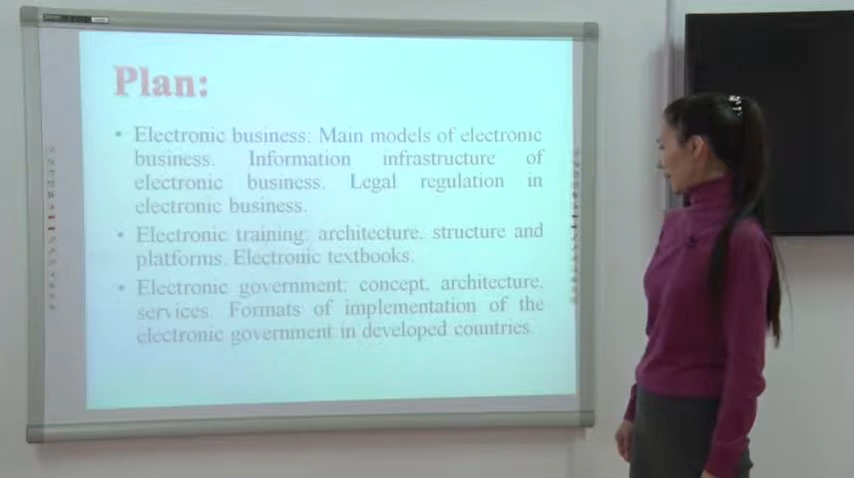 Plan:
• Electronic business: Main models of electronic
business. Information infrastructure of
electronic business. Legal regulation in
electronic business.
• Electronic training: architecture, structure and
platforms. Electronic textbooks.
• Electronic government: concept, architecture,
services. Formats of implementation of the
electronic government in developed countries.